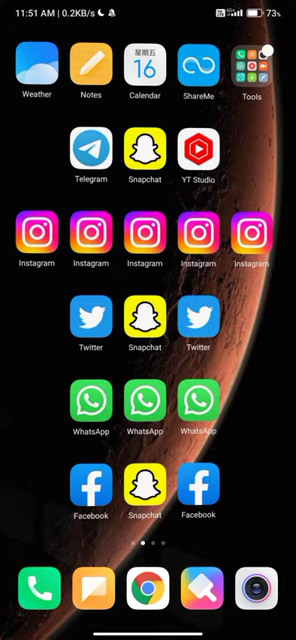 11:51 AM | 0.2KB/s
73%
星期五
16
Weather
Notes
Calendar
ShareMe
Tools
Telegram
Snapchat
YT Studio
Instagram
Instagram
Instagram
Instagram
Instagram
Twitter
Snapchat
Twitter
WhatsApp
WhatsApp
WhatsApp
Facebook
Snapchat
Facebook